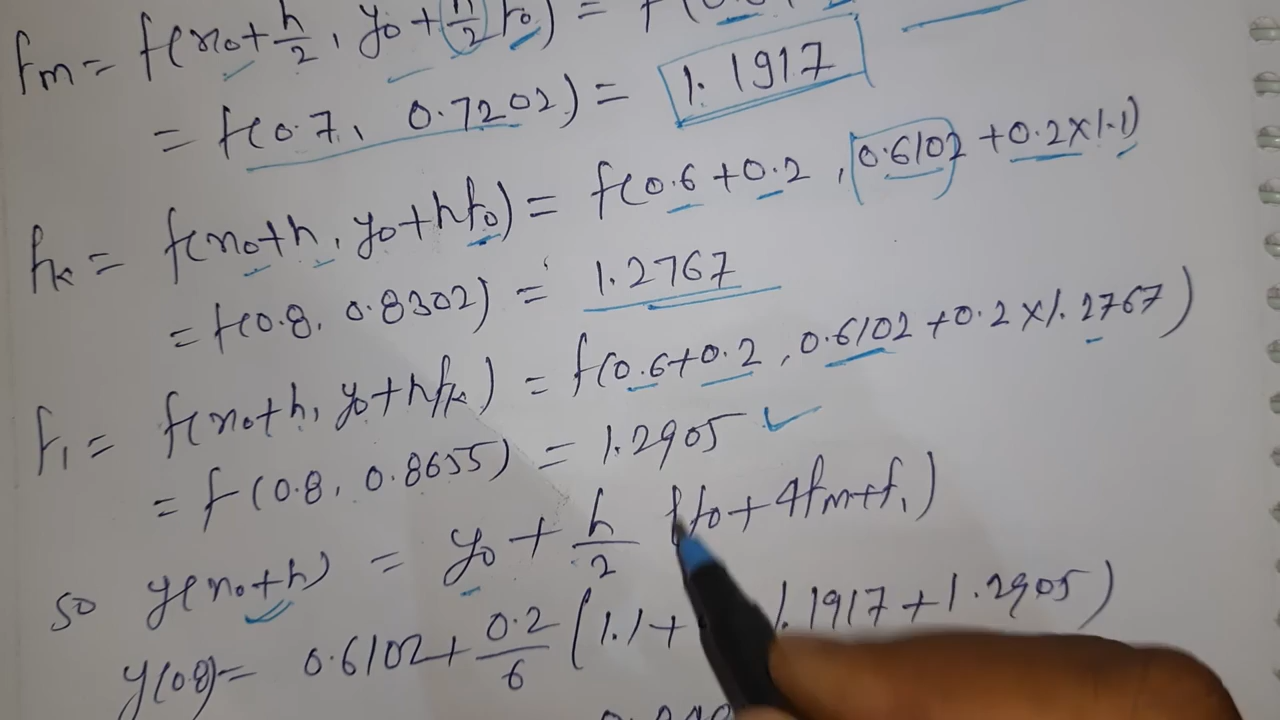 fm = f(x0+h/2, y0+h/2 f0) = f(0.6
= f(0.7, 0.7202) = 1.1917
fk = f(x0+h, y0+hf0) = f(0.6+0.2, 0.6102+0.2×1.1)
= f(0.8, 0.8302) = 1.2767
f1 = f(x0+h, y0+hfk) = f(0.6+0.2, 0.6102+0.2×1.2767)
= f(0.8, 0.8655) = 1.2905
so y(x0+h) = y0 + h/2 (f0+4fm+f1)
y(0.8)= 0.6102+ 0.2/6 (1.1+ 1.1917+1.2905)